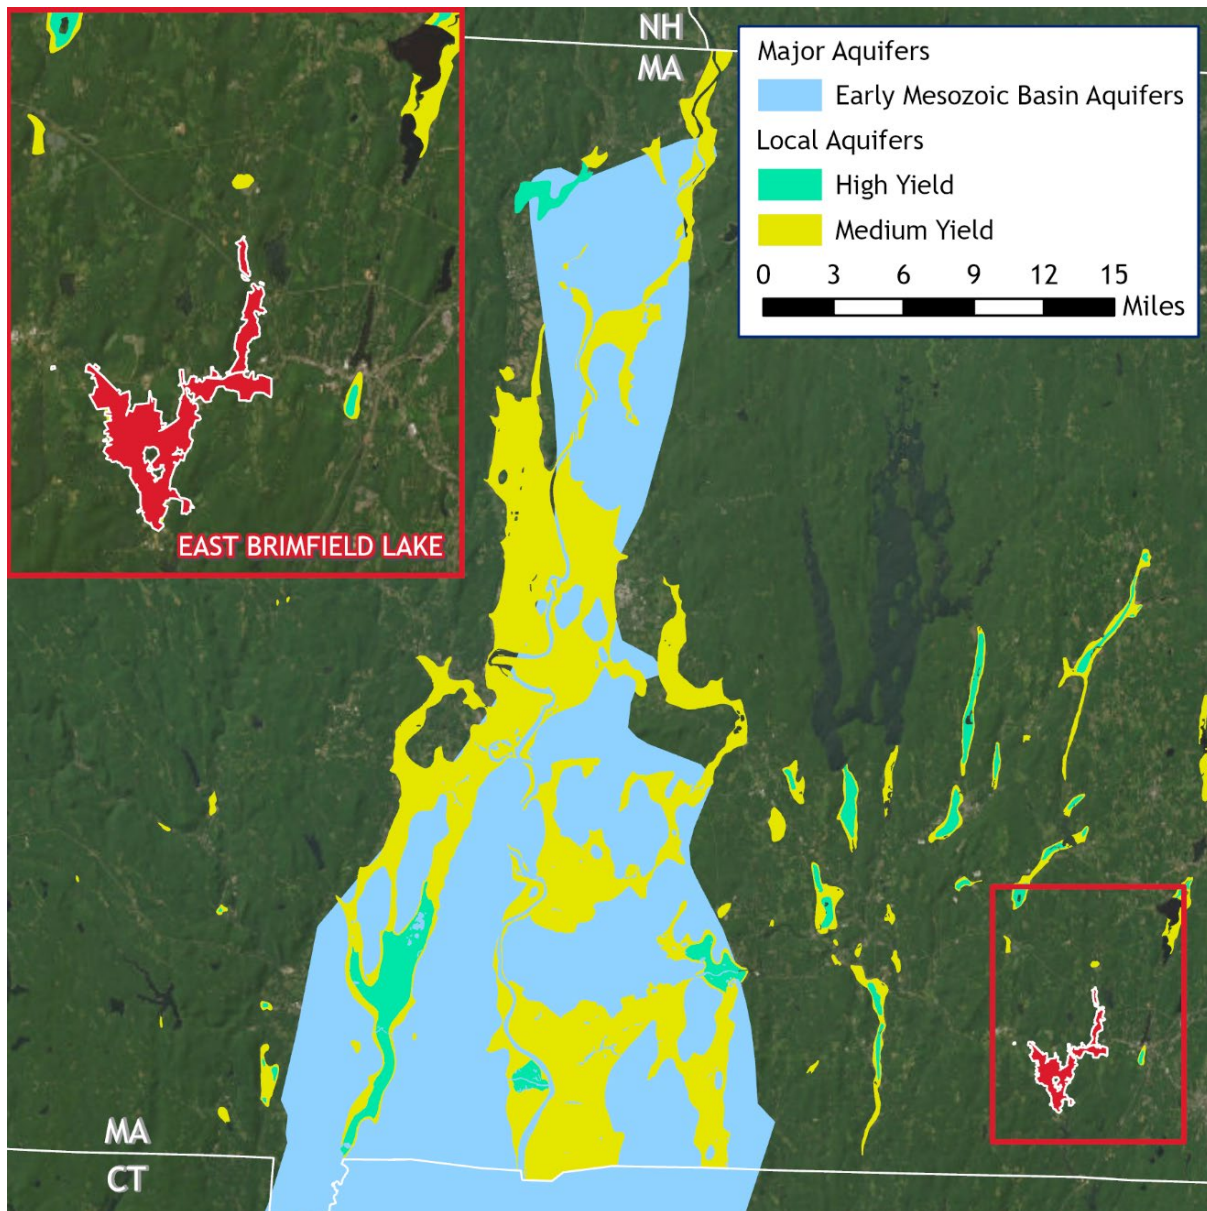 NH
MA
Major Aquifers
Early Mesozoic Basin Aquifers
Local Aquifers
High Yield
Medium Yield
0 3 6 9 12 15
Miles
EAST BRIMFIELD LAKE
MA
CT